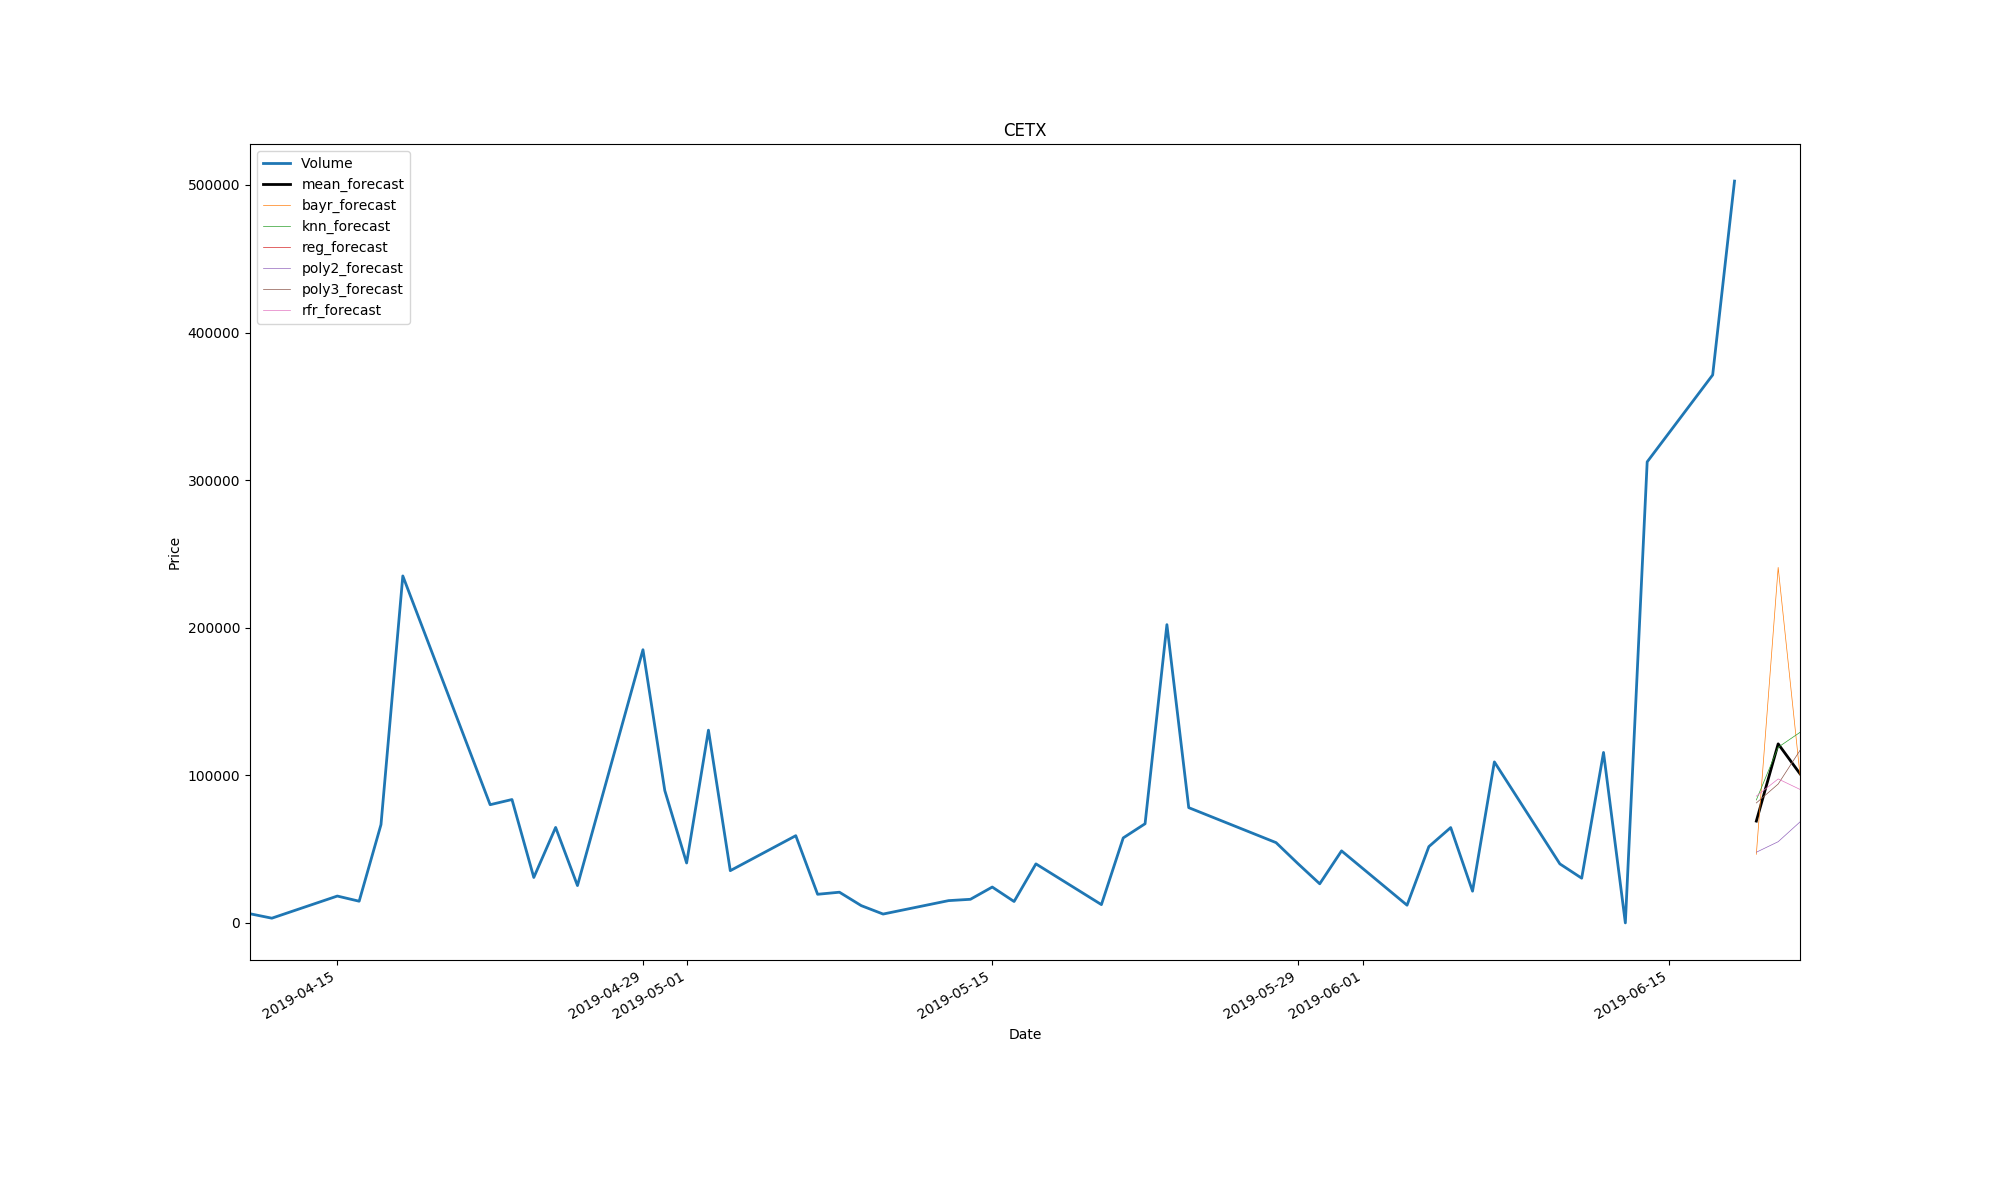 CETX
Volume
mean_forecast
bayr_forecast
knn_forecast
reg_forecast
poly2_forecast
poly3_forecast
rfr_forecast
500000
400000
300000
200000
100000
0
Price
2019-04-15
2019-04-29
2019-05-01
2019-05-15
2019-05-29
2019-06-01
2019-06-15
Date